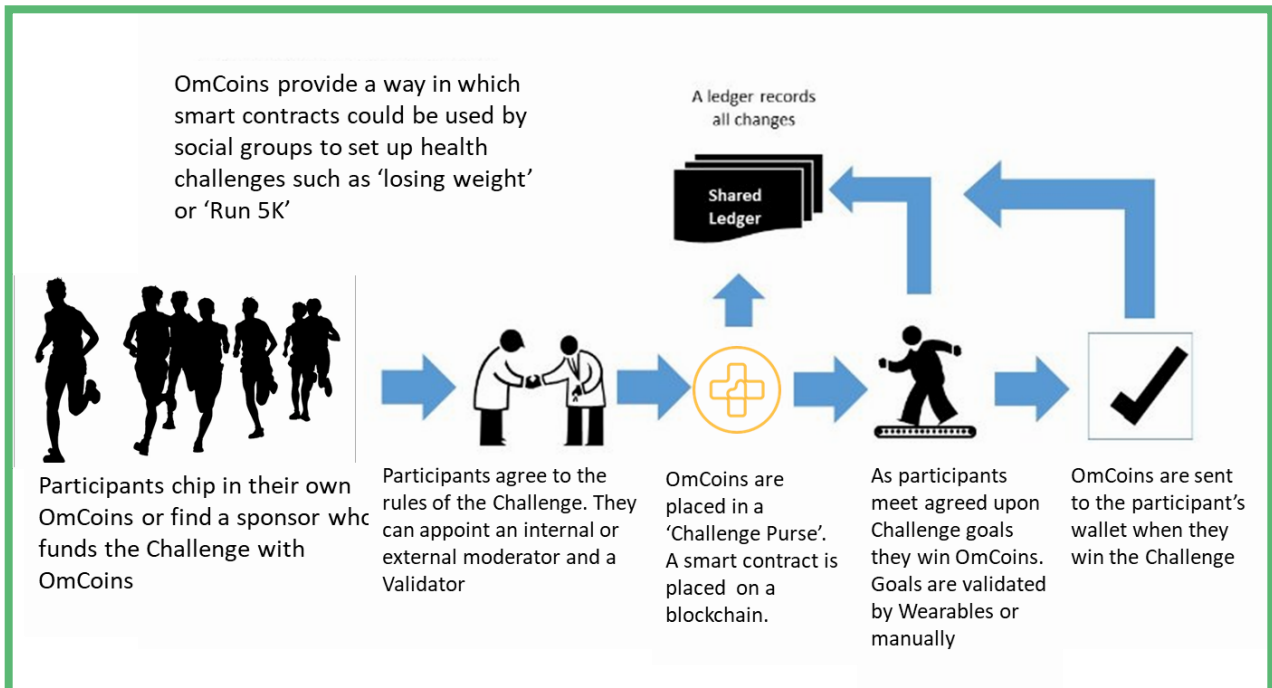 OmCoins provide a way in which
smart contracts could be used by
social groups to set up health
challenges such as ‘losing weight’
or ‘Run 5K’
A ledger records
all changes
Shared
Ledger
Participants chip in their own
OmCoins or find a sponsor who
funds the Challenge with
OmCoins
Participants agree to the
rules of the Challenge. They
can appoint an internal or
external moderator and a
Validator
OmCoins are
placed in a
‘Challenge Purse’.
A smart contract is
placed on a
blockchain.
As participants
meet agreed upon
Challenge goals
they win OmCoins.
Goals are validated
by Wearables or
manually
OmCoins are sent
to the participant’s
wallet when they
win the Challenge